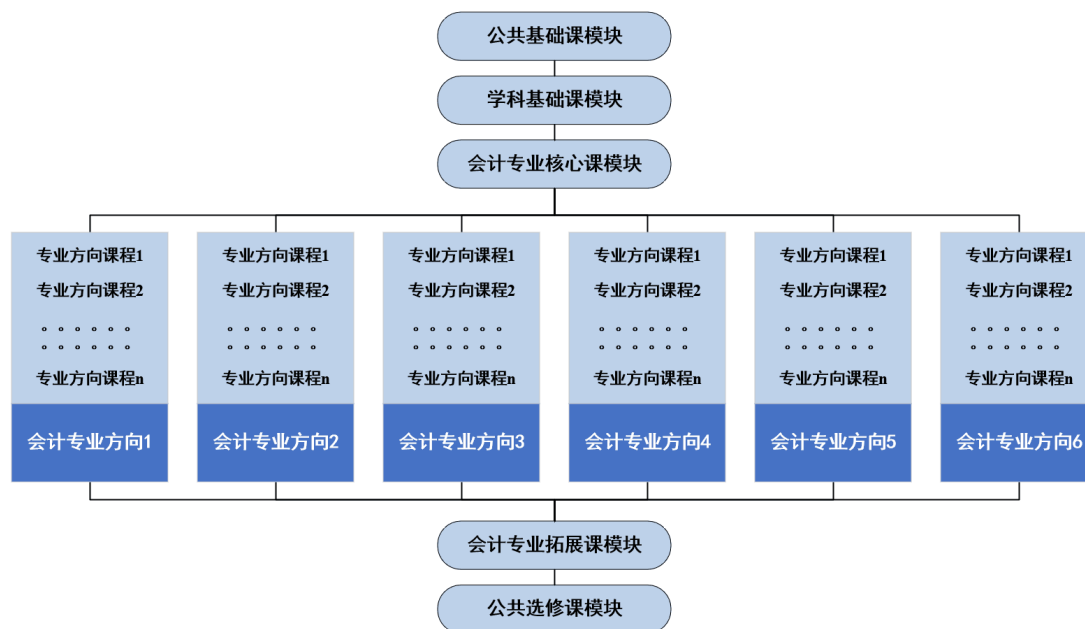 公共基础课模块
学科基础课模块
会计专业核心课模块
专业方向课程1
专业方向课程2
。。。。。。
。。。。。。
专业方向课程n
会计专业方向1
专业方向课程1
专业方向课程2
。。。。。。
。。。。。。
专业方向课程n
会计专业方向2
专业方向课程1
专业方向课程2
。。。。。。
。。。。。。
专业方向课程n
会计专业方向3
专业方向课程1
专业方向课程2
。。。。。。
。。。。。。
专业方向课程n
会计专业方向4
专业方向课程1
专业方向课程2
。。。。。。
。。。。。。
专业方向课程n
会计专业方向5
专业方向课程1
专业方向课程2
。。。。。。
。。。。。。
专业方向课程n
会计专业方向6
会计专业拓展课模块
公共选修课模块